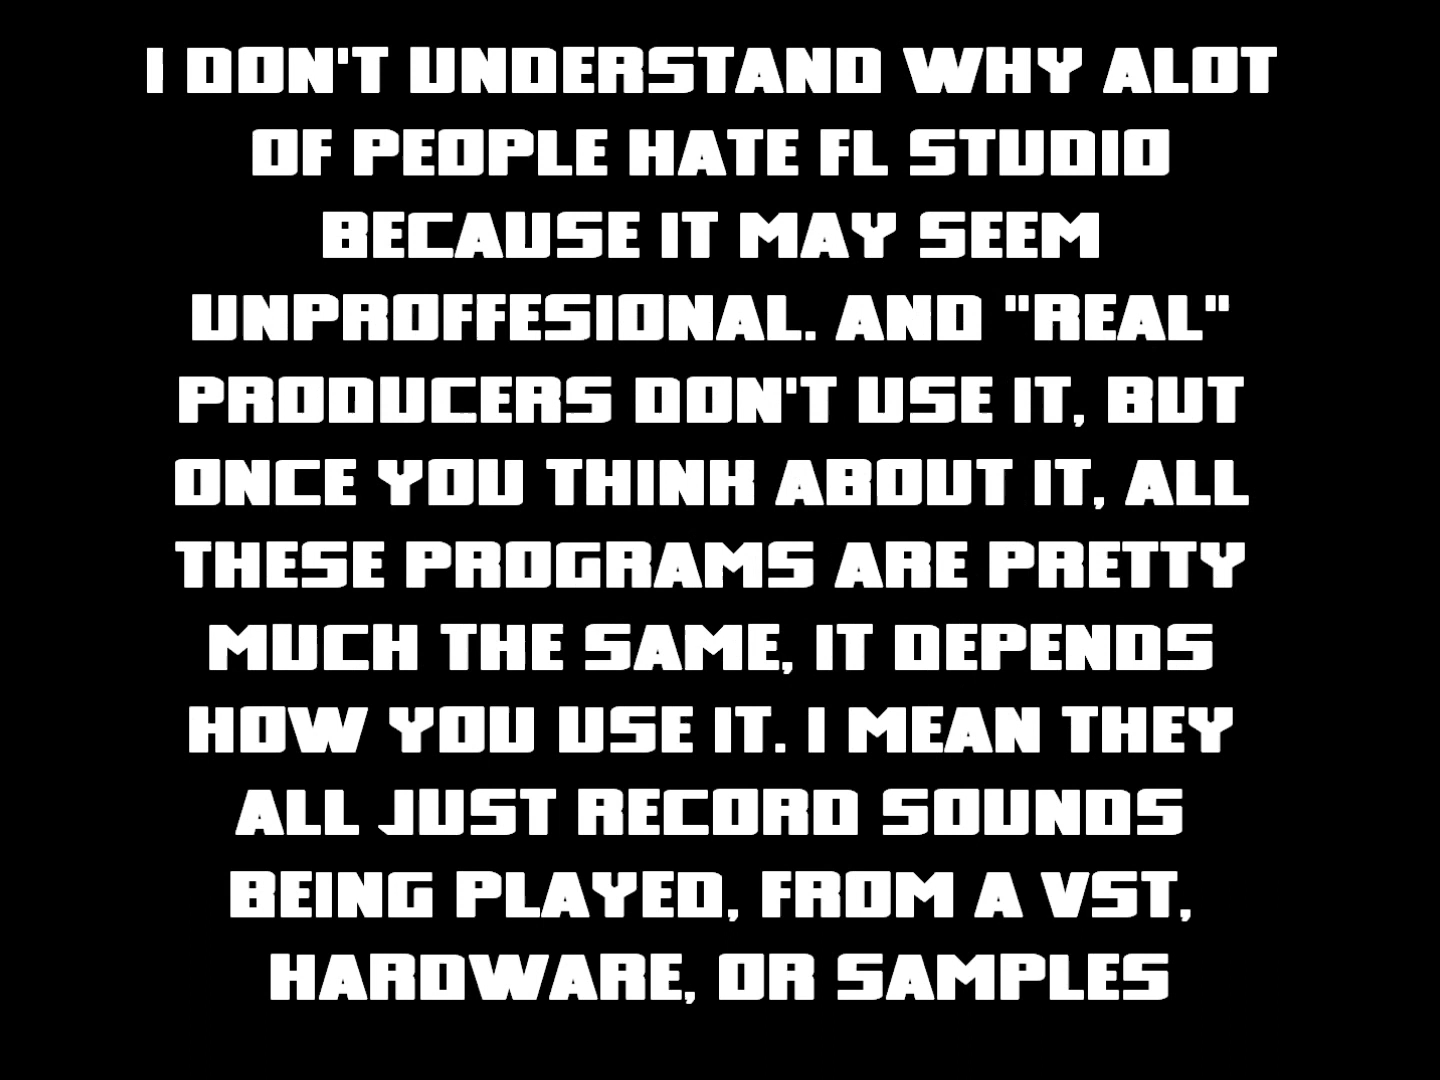 I DON'T UNDERSTAND WHY ALOT
OF PEOPLE HATE FL STUDIO
BECAUSE IT MAY SEEM
UNPROFFESIONAL. AND "REAL"
PRODUCERS DON'T USE IT, BUT
ONCE YOU THINK ABOUT IT, ALL
THESE PROGRAMS ARE PRETTY
MUCH THE SAME, IT DEPENDS
HOW YOU USE IT. I MEAN THEY
ALL JUST RECORD SOUNDS
BEING PLAYED, FROM A VST,
HARDWARE, OR SAMPLES